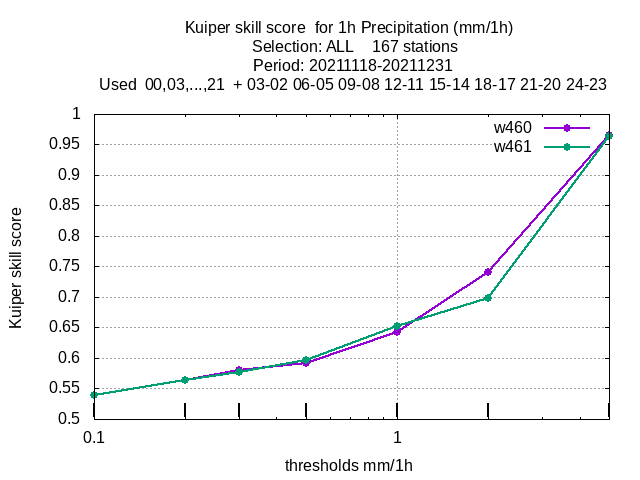 Kuiper skill score  for 1h Precipitation (mm/1h)
Selection: ALL    167 stations
Period: 20211118-20211231
Used  00,03,...,21  + 03-02 06-05 09-08 12-11 15-14 18-17 21-20 24-23
1
0.95
0.9
0.85
0.8
0.75
0.7
0.65
0.6
0.55
0.5
Kuiper skill score
w460
w461
0.1
1
thresholds mm/1h